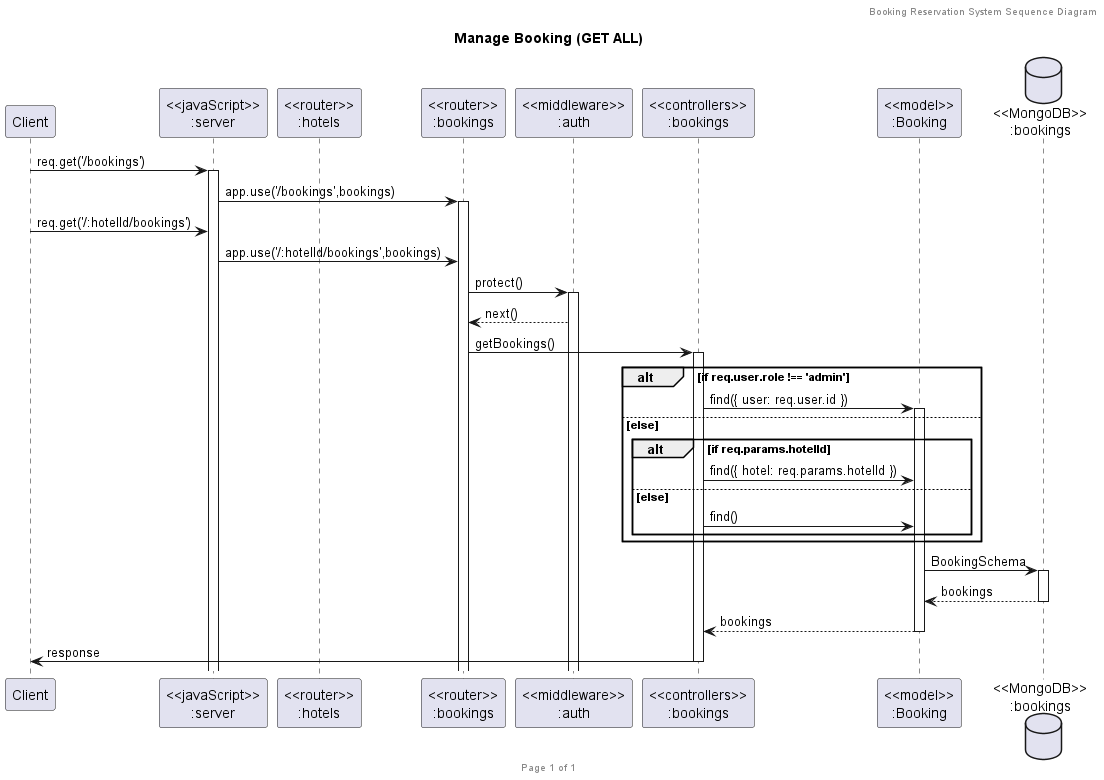 Booking Reservation System Sequence Diagram
Manage Booking (GET ALL)
Client
<<javaScript>>
:server
<<router>>
:hotels
<<router>>
:bookings
<<middleware>>
:auth
<<controllers>>
:bookings
<<model>>
:Booking
<<MongoDB>>
:bookings
req.get('/bookings')
app.use('/bookings',bookings)
req.get('/:hotelId/bookings')
app.use('/:hotelId/bookings',bookings)
protect()
next()
getBookings()
alt [if req.user.role !== 'admin']
find({ user: req.user.id })
[else]
alt [if req.params.hotelId]
find({ hotel: req.params.hotelId })
[else]
find()
BookingSchema
bookings
bookings
response
Client
<<javaScript>>
:server
<<router>>
:hotels
<<router>>
:bookings
<<middleware>>
:auth
<<controllers>>
:bookings
<<model>>
:Booking
<<MongoDB>>
:bookings
Page 1 of 1